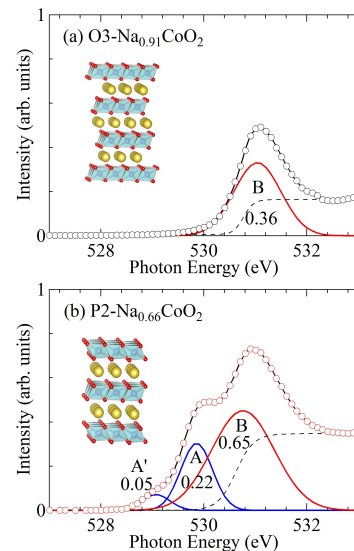 1
(a) O3-Na0.91CoO2
Intensity (arb. units)
B
0.36
0
528
530
532
Photon Energy (eV)
1
(b) P2-Na0.66CoO2
Intensity (arb. units)
B
A
0.65
A'
0.05
0.22
0
528
530
532
Photon Energy (eV)